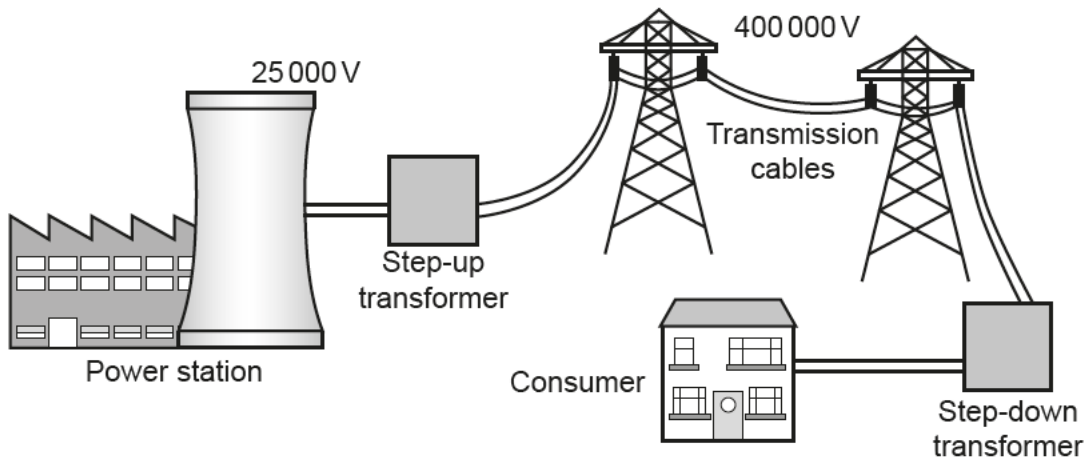 25 000 V
400 000 V
Transmission
cables
Step-up
transformer
Power station
Consumer
Step-down
transformer